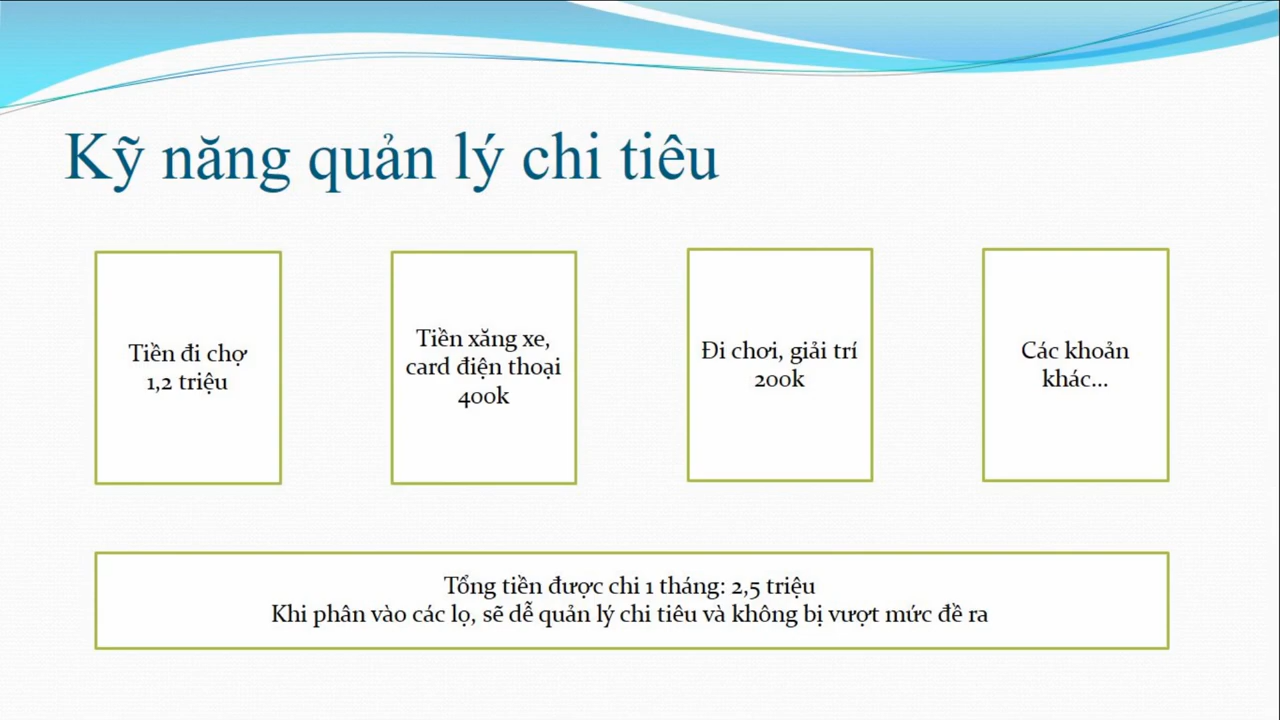 Kỹ năng quản lý chi tiêu
Tiền đi chợ
1,2 triệu
Tiền xăng xe,
card điện thoại
400k
Đi chơi, giải trí
200k
Các khoản
khác...
Tổng tiền được chi 1 tháng: 2,5 triệu
Khi phân vào các lọ, sẽ dễ quản lý chi tiêu và không bị vượt mức đề ra